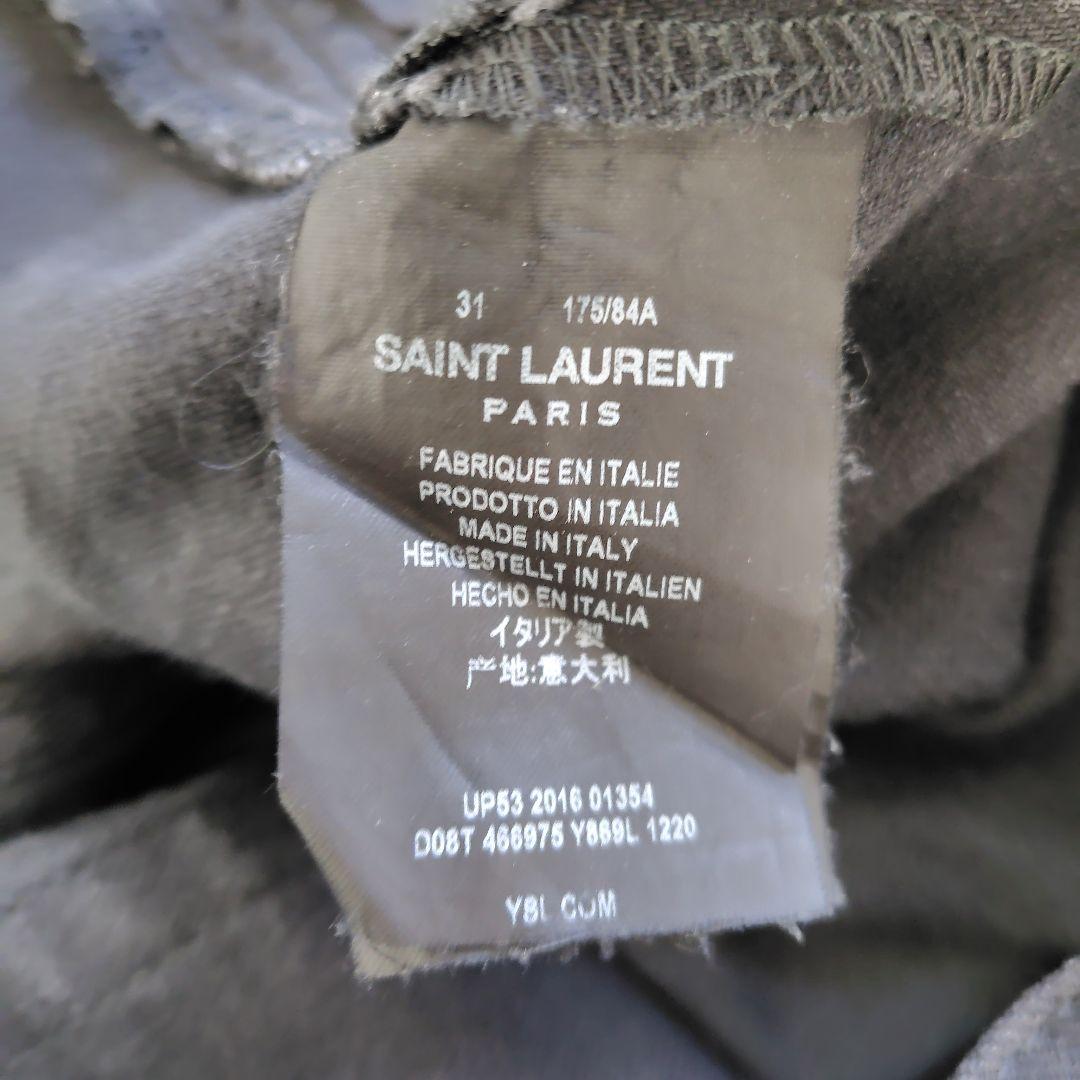 31 175/84A
SAINT LAURENT
PARIS
FABRIQUE EN ITALIE
PRODOTTO IN ITALIA
MADE IN ITALY
HERGESTELLT IN ITALIEN
HECHO EN ITALIA
イタリア製
产地:意大利
UP53 2016 01354
D08T 466975 Y869L 1220
YSL COM